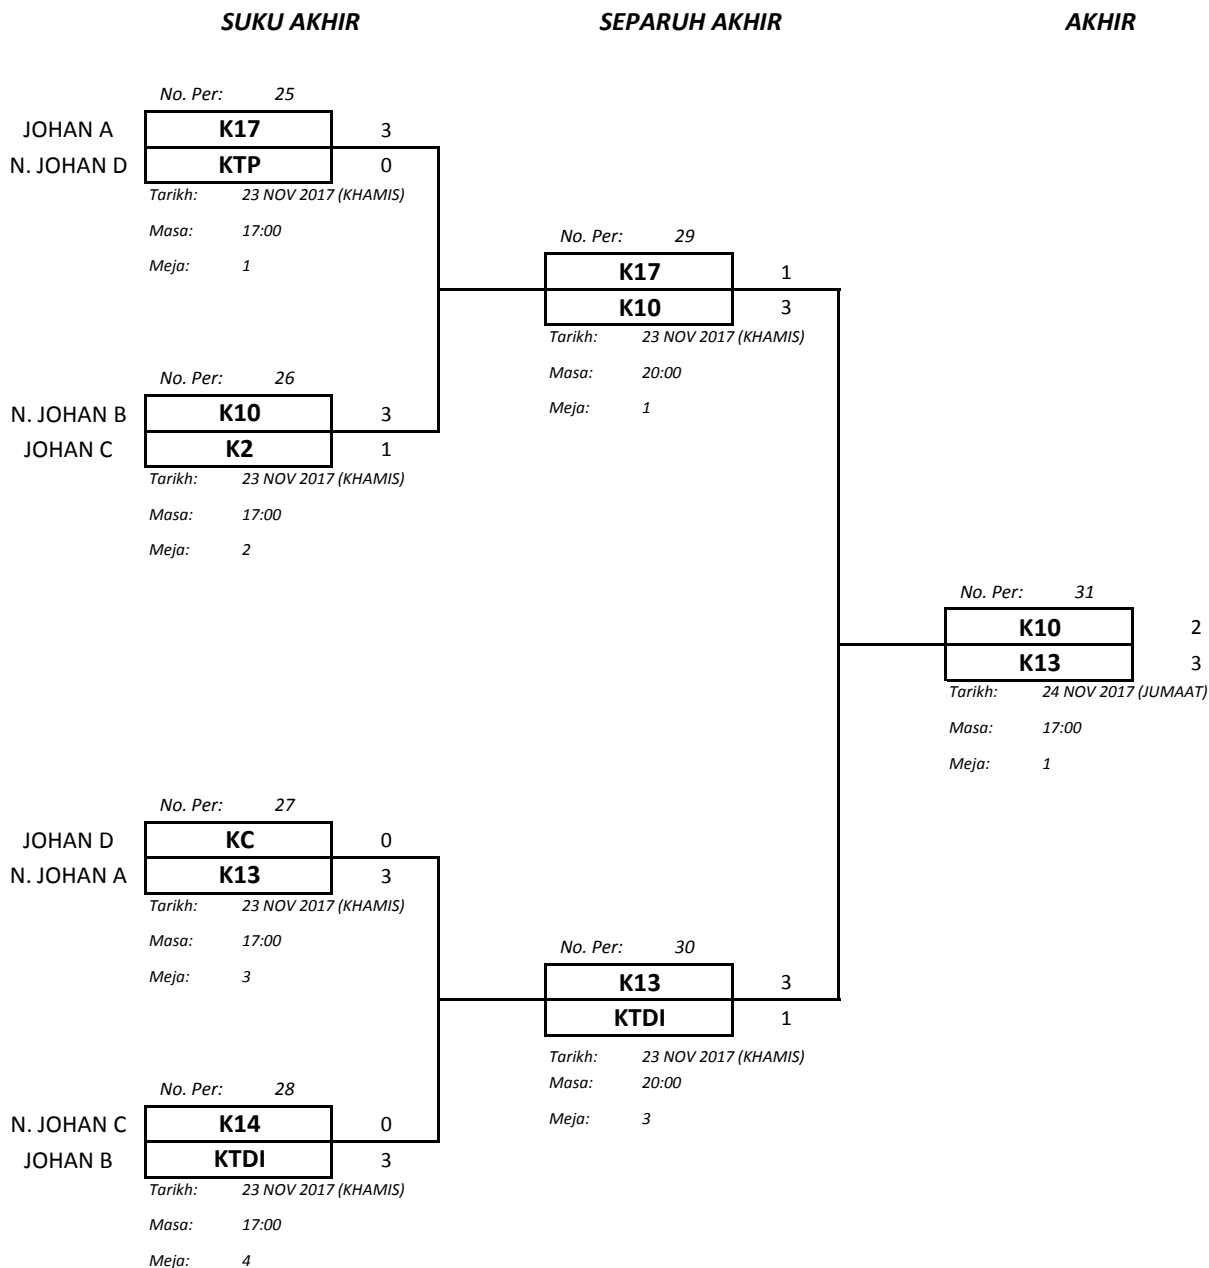 SUKU AKHIR SEPARUH AKHIR AKHIR
No. Per: 25
JOHAN A K17 3
N. JOHAN D KTP 0
Tarikh: 23 NOV 2017 (KHAMIS)
Masa: 17:00
Meja: 1
No. Per: 29
K17 1
K10 3
Tarikh: 23 NOV 2017 (KHAMIS)
Masa: 20:00
Meja: 1
No. Per: 26
N. JOHAN B K10 3
JOHAN C K2 1
Tarikh: 23 NOV 2017 (KHAMIS)
Masa: 17:00
Meja: 2
No. Per: 31
K10 2
K13 3
Tarikh: 24 NOV 2017 (JUMAAT)
Masa: 17:00
Meja: 1
No. Per: 27
JOHAN D KC 0
N. JOHAN A K13 3
Tarikh: 23 NOV 2017 (KHAMIS)
Masa: 17:00
Meja: 3
No. Per: 30
K13 3
KTDI 1
Tarikh: 23 NOV 2017 (KHAMIS)
Masa: 20:00
Meja: 3
No. Per: 28
N. JOHAN C K14 0
JOHAN B KTDI 3
Tarikh: 23 NOV 2017 (KHAMIS)
Masa: 17:00
Meja: 4